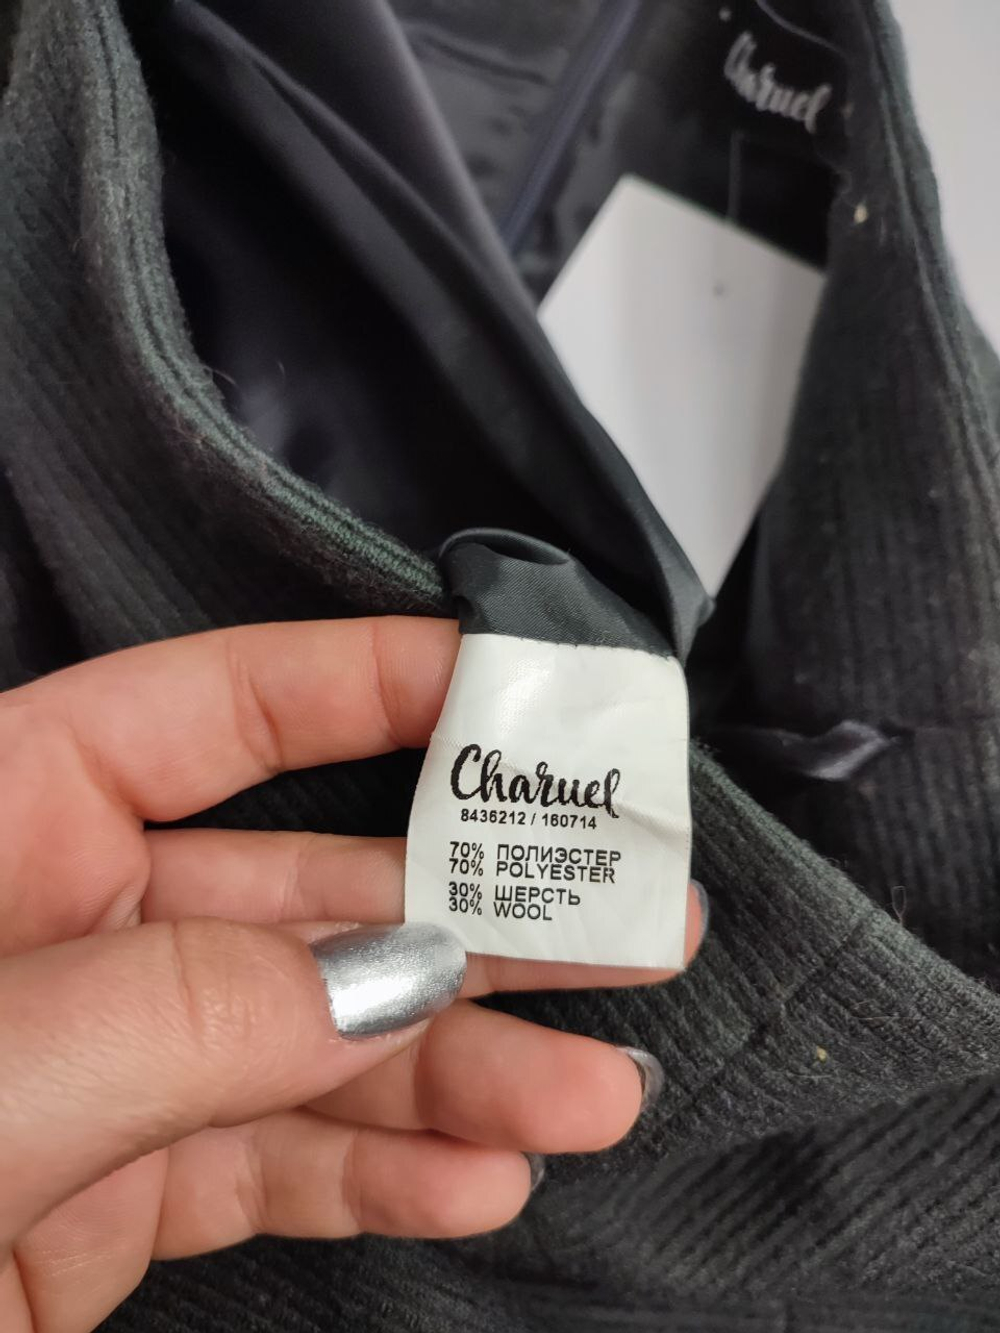 Charuel
Charuel
8436212 / 160714
70% ПОЛИЭСТЕР
70% POLYESTER
30% ШЕРСТЬ
30% WOOL